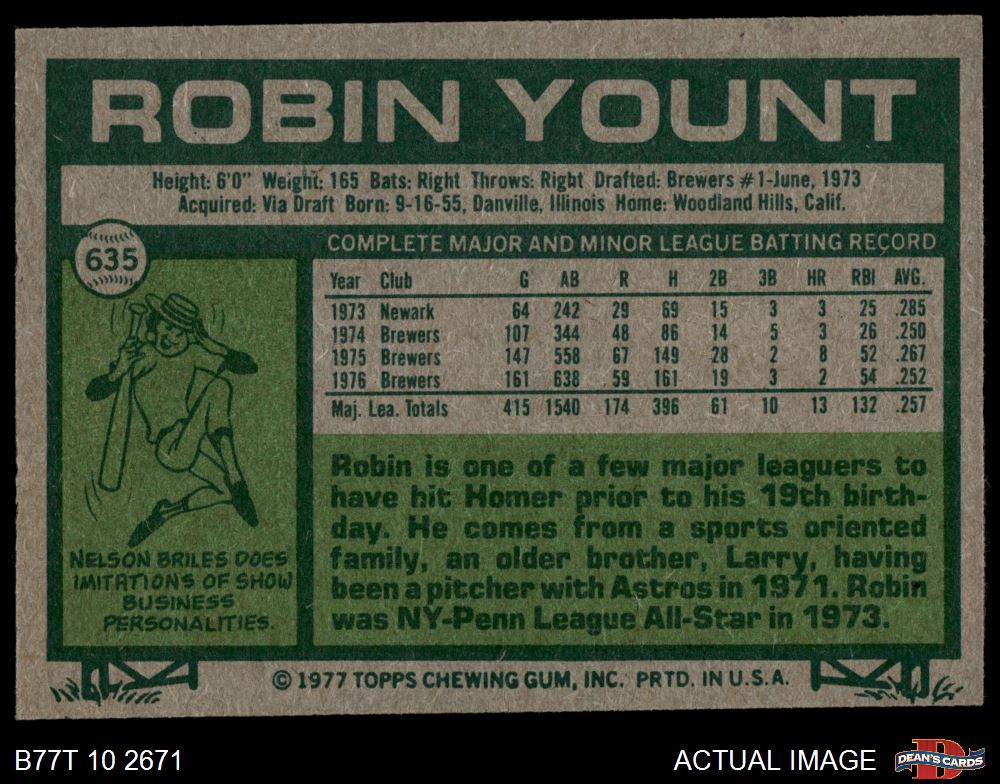 ROBIN YOUNT
Height: 6'0" Weight: 165 Bats: Right Throws: Right Drafted: Brewers #1-June, 1973
Acquired: Via Draft Born: 9-16-55, Danville, Illinois Home: Woodland Hills, Calif.
635
COMPLETE MAJOR AND MINOR LEAGUE BATTING RECORD
Year Club G AB R H 2B 3B HR RBI AVG.
1973 Newark 64 242 29 69 15 3 3 25 .285
1974 Brewers 107 344 48 86 14 5 3 26 .250
1975 Brewers 147 558 67 149 28 2 8 52 .267
1976 Brewers 161 638 59 161 19 3 2 54 .252
Maj. Lea. Totals 415 1540 174 396 61 10 13 132 .257
Robin is one of a few major leaguers to
have hit Homer prior to his 19th birth-
day. He comes from a sports oriented
family, an older brother, Larry, having
been a pitcher with Astros in 1971. Robin
was NY-Penn League All-Star in 1973.
NELSON BRILES DOES
IMITATIONS OF SHOW
BUSINESS
PERSONALITIES.
© 1977 TOPPS CHEWING GUM, INC. PRTD. IN U.S.A.
B77T 10 2671
ACTUAL IMAGE
D
DEAN'S CARDS